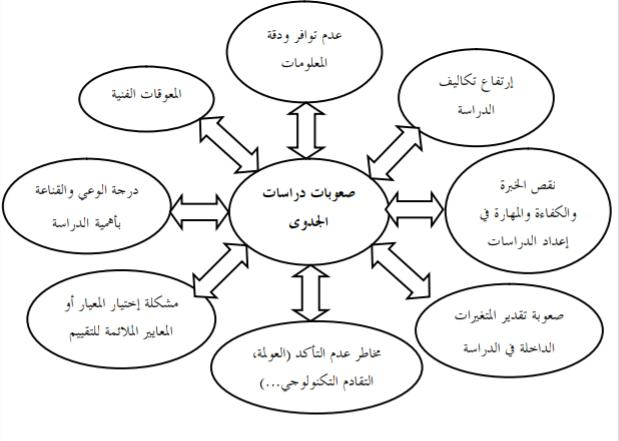 عدم توافر ودقة
المعلومات
إرتفاع تكاليف
الدراسة
المعوقات الفنية
نقص الخبرة
والكفاءة والمهارة في
إعداد الدراسات
صعوبات دراسات
الجدوى
درجة الوعي والقناعة
بأهمية الدراسة
صعوبة تقدير المتغيرات
الداخلة في الدراسة
مشكلة إختيار المعيار أو
المعايير الملائمة للتقييم
مخاطر عدم التأكد (العولمة،
التقادم التكنولوجي...)